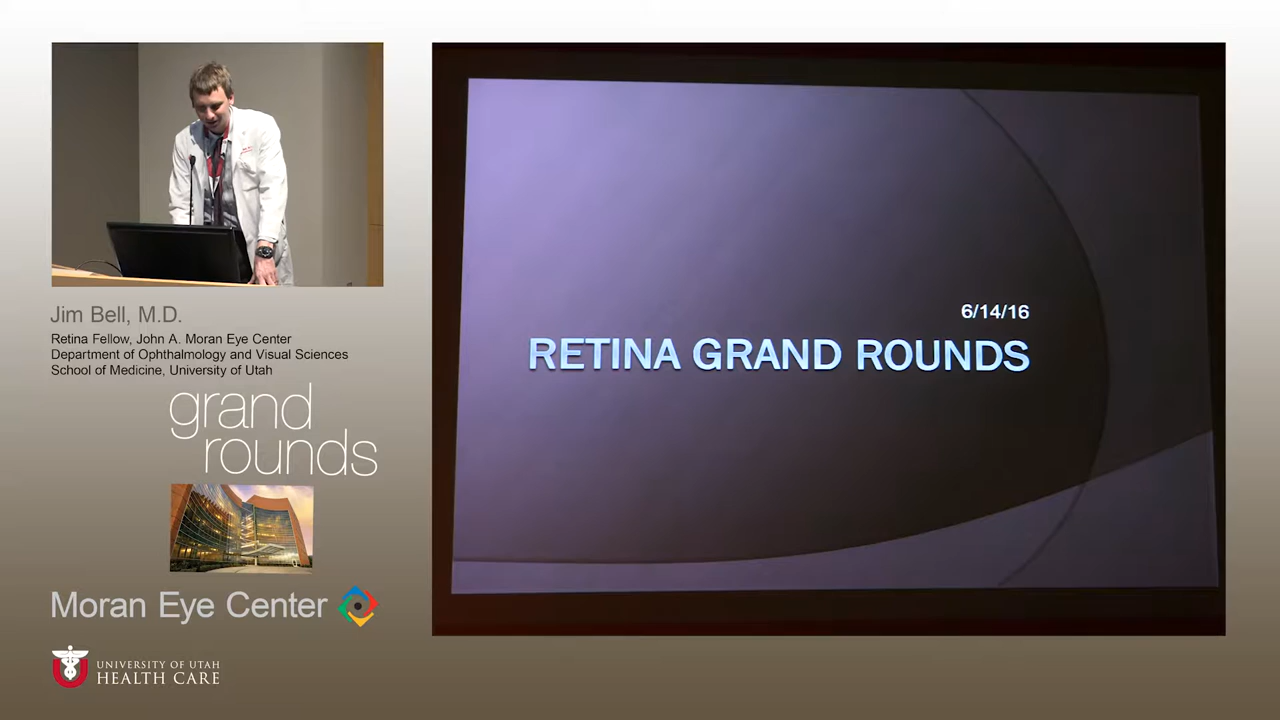 Jim Bell, M.D.
Retina Fellow, John A. Moran Eye Center
Department of Ophthalmology and Visual Sciences
School of Medicine, University of Utah
grand
rounds
Moran Eye Center
UNIVERSITY OF UTAH
HEALTH CARE
6/14/16
RETINA GRAND ROUNDS